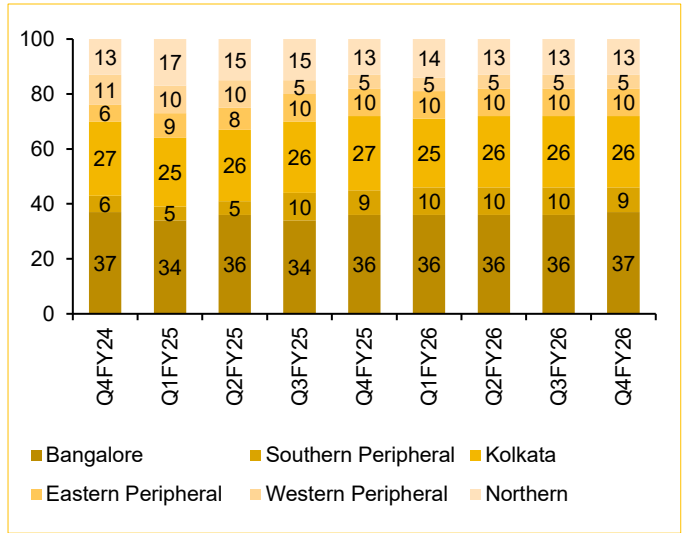 100
80
60
40
20
0
13 17 15 15 13 14 13 13 13
11 10 10 5 5 5 5 5 5
6 9 8 10 10 10 10 10 10
27 25 26 26 27 25 26 26 26
6 5 5 10 9 10 10 10 9
37 34 36 34 36 36 36 36 37
Q4FY24
Q1FY25
Q2FY25
Q3FY25
Q4FY25
Q1FY26
Q2FY26
Q3FY26
Q4FY26
Bangalore Southern Peripheral Kolkata
Eastern Peripheral Western Peripheral Northern